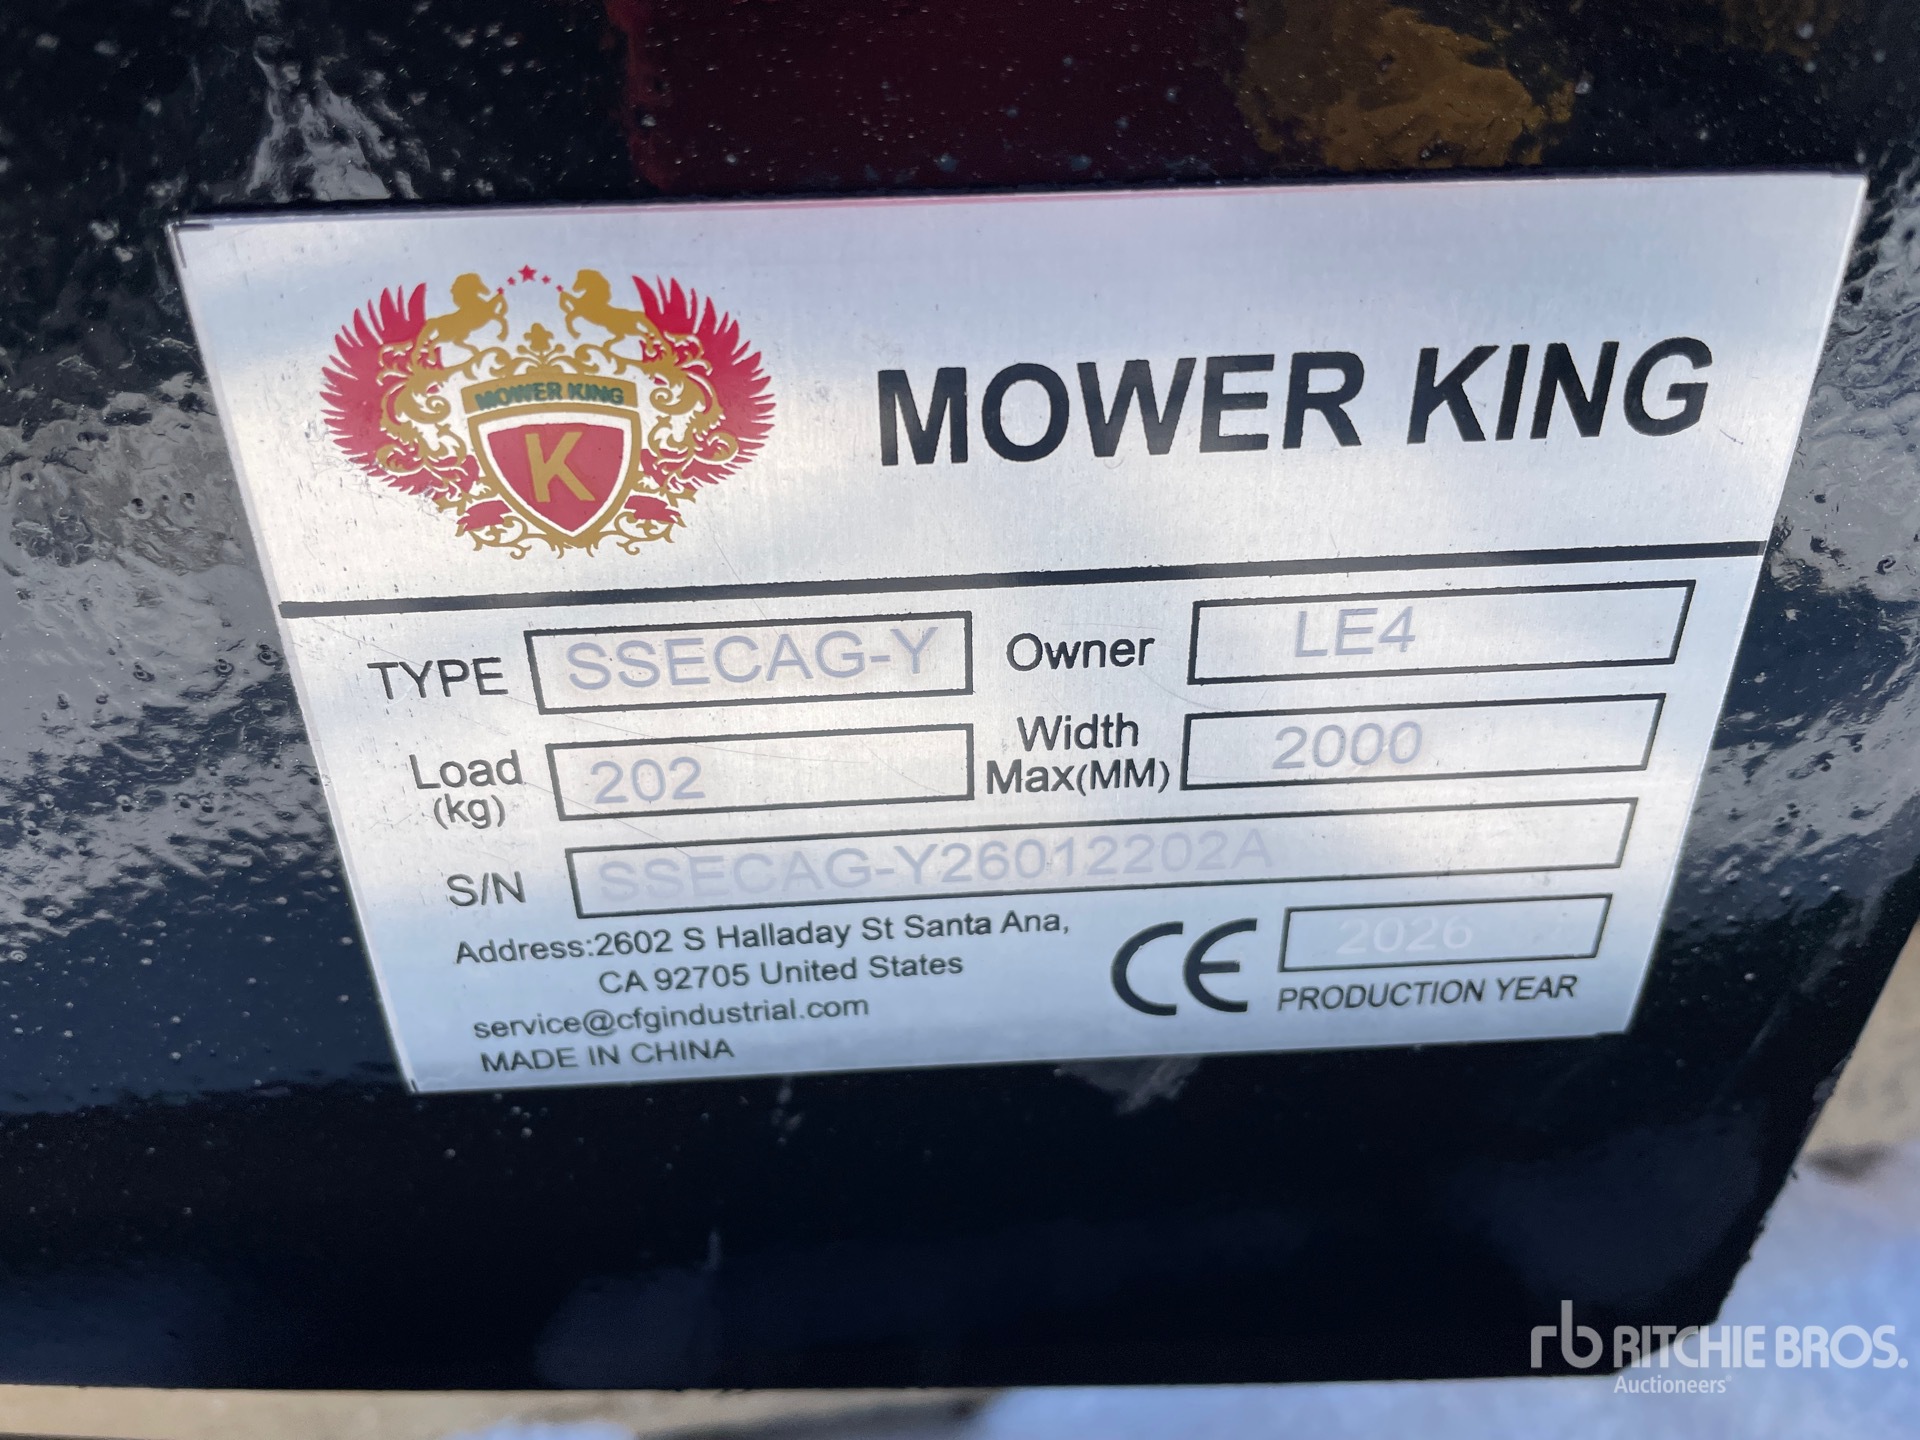 MOWER KING
K
MOWER KING
TYPE SSECAG-Y Owner LE4
Load (kg) 202 Width Max(MM) 2000
S/N SSECAG-Y26012202A
Address:2602 S Halladay St Santa Ana,
CA 92705 United States
service@cfgindustrial.com
MADE IN CHINA
CE 2026
PRODUCTION YEAR
rb RITCHIE BROS.
Auctioneers